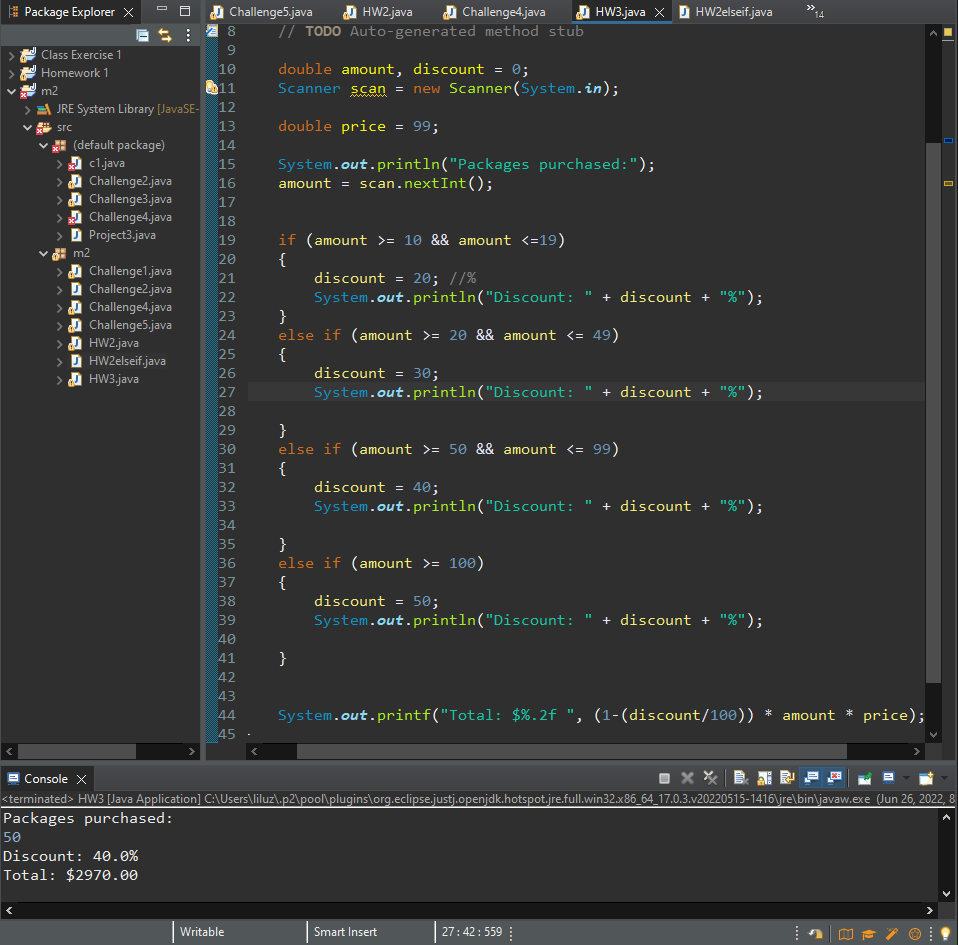 Package Explorer
Challenge5.java HW2.java Challenge4.java HW3.java HW2elseif.java »14
Class Exercise 1
Homework 1
m2
JRE System Library [JavaSE-
src
(default package)
c1.java
Challenge2.java
Challenge3.java
Challenge4.java
Project3.java
m2
Challenge1.java
Challenge2.java
Challenge4.java
Challenge5.java
HW2.java
HW2elseif.java
HW3.java
8 // TODO Auto-generated method stub
9
10 double amount, discount = 0;
11 Scanner scan = new Scanner(System.in);
12
13 double price = 99;
14
15 System.out.println("Packages purchased:");
16 amount = scan.nextInt();
17
18
19 if (amount >= 10 && amount <=19)
20 {
21 discount = 20; //%
22 System.out.println("Discount: " + discount + "%");
23 }
24 else if (amount >= 20 && amount <= 49)
25 {
26 discount = 30;
27 System.out.println("Discount: " + discount + "%");
28
29 }
30 else if (amount >= 50 && amount <= 99)
31 {
32 discount = 40;
33 System.out.println("Discount: " + discount + "%");
34
35 }
36 else if (amount >= 100)
37 {
38 discount = 50;
39 System.out.println("Discount: " + discount + "%");
40
41 }
42
43
44 System.out.printf("Total: $%.2f ", (1-(discount/100)) * amount * price);
45
Console
<terminated> HW3 [Java Application] C:\Users\liluz\.p2\pool\plugins\org.eclipse.justj.openjdk.hotspot.jre.full.win32.x86_64_17.0.3.v20220515-1416\jre\bin\javaw.exe (Jun 26, 2022, 8
Packages purchased:
50
Discount: 40.0%
Total: $2970.00
Writable Smart Insert 27 : 42 : 559